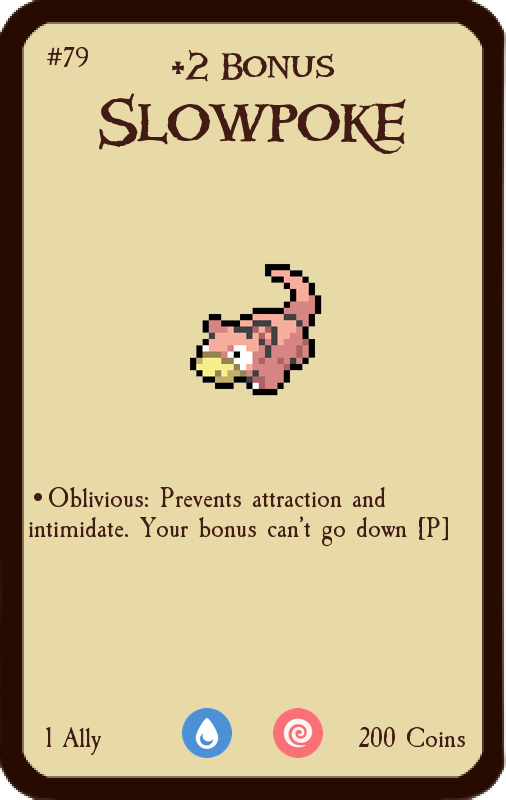 #79
+2 Bonus
Slowpoke
• Oblivious: Prevents attraction and
intimidate. Your bonus can't go down [P]
1 Ally
200 Coins